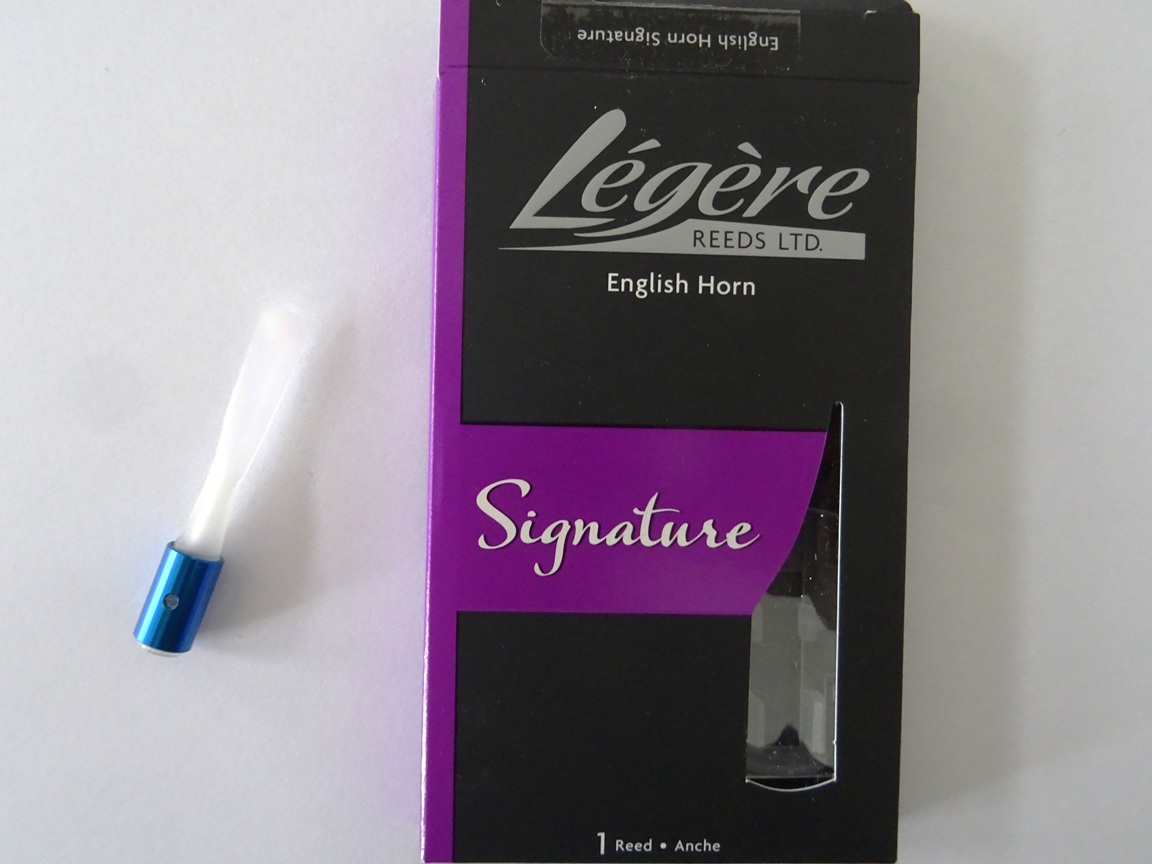 English Horn Signature
Légère
REEDS LTD.
English Horn
Signature
1 Reed • Anche